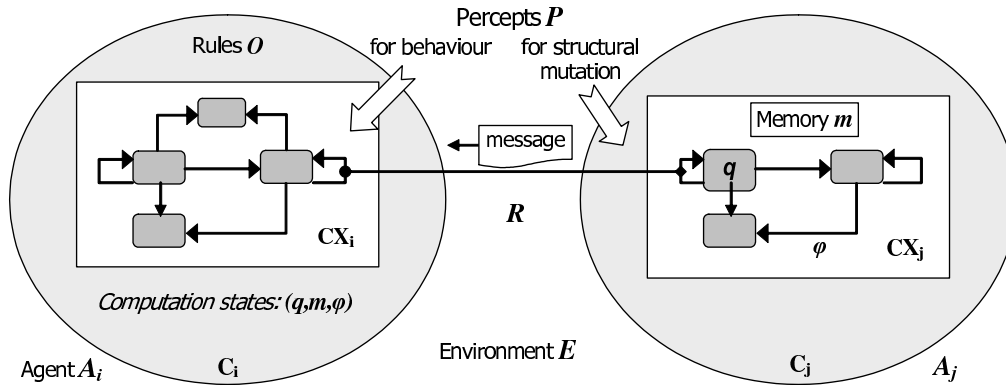 Percepts P
Rules O
for behaviour
for structural
mutation
Memory m
message
q
R
CXi
φ
CXj
Computation states: (q,m,φ)
Environment E
Agent Ai
Ci
Cj
Aj